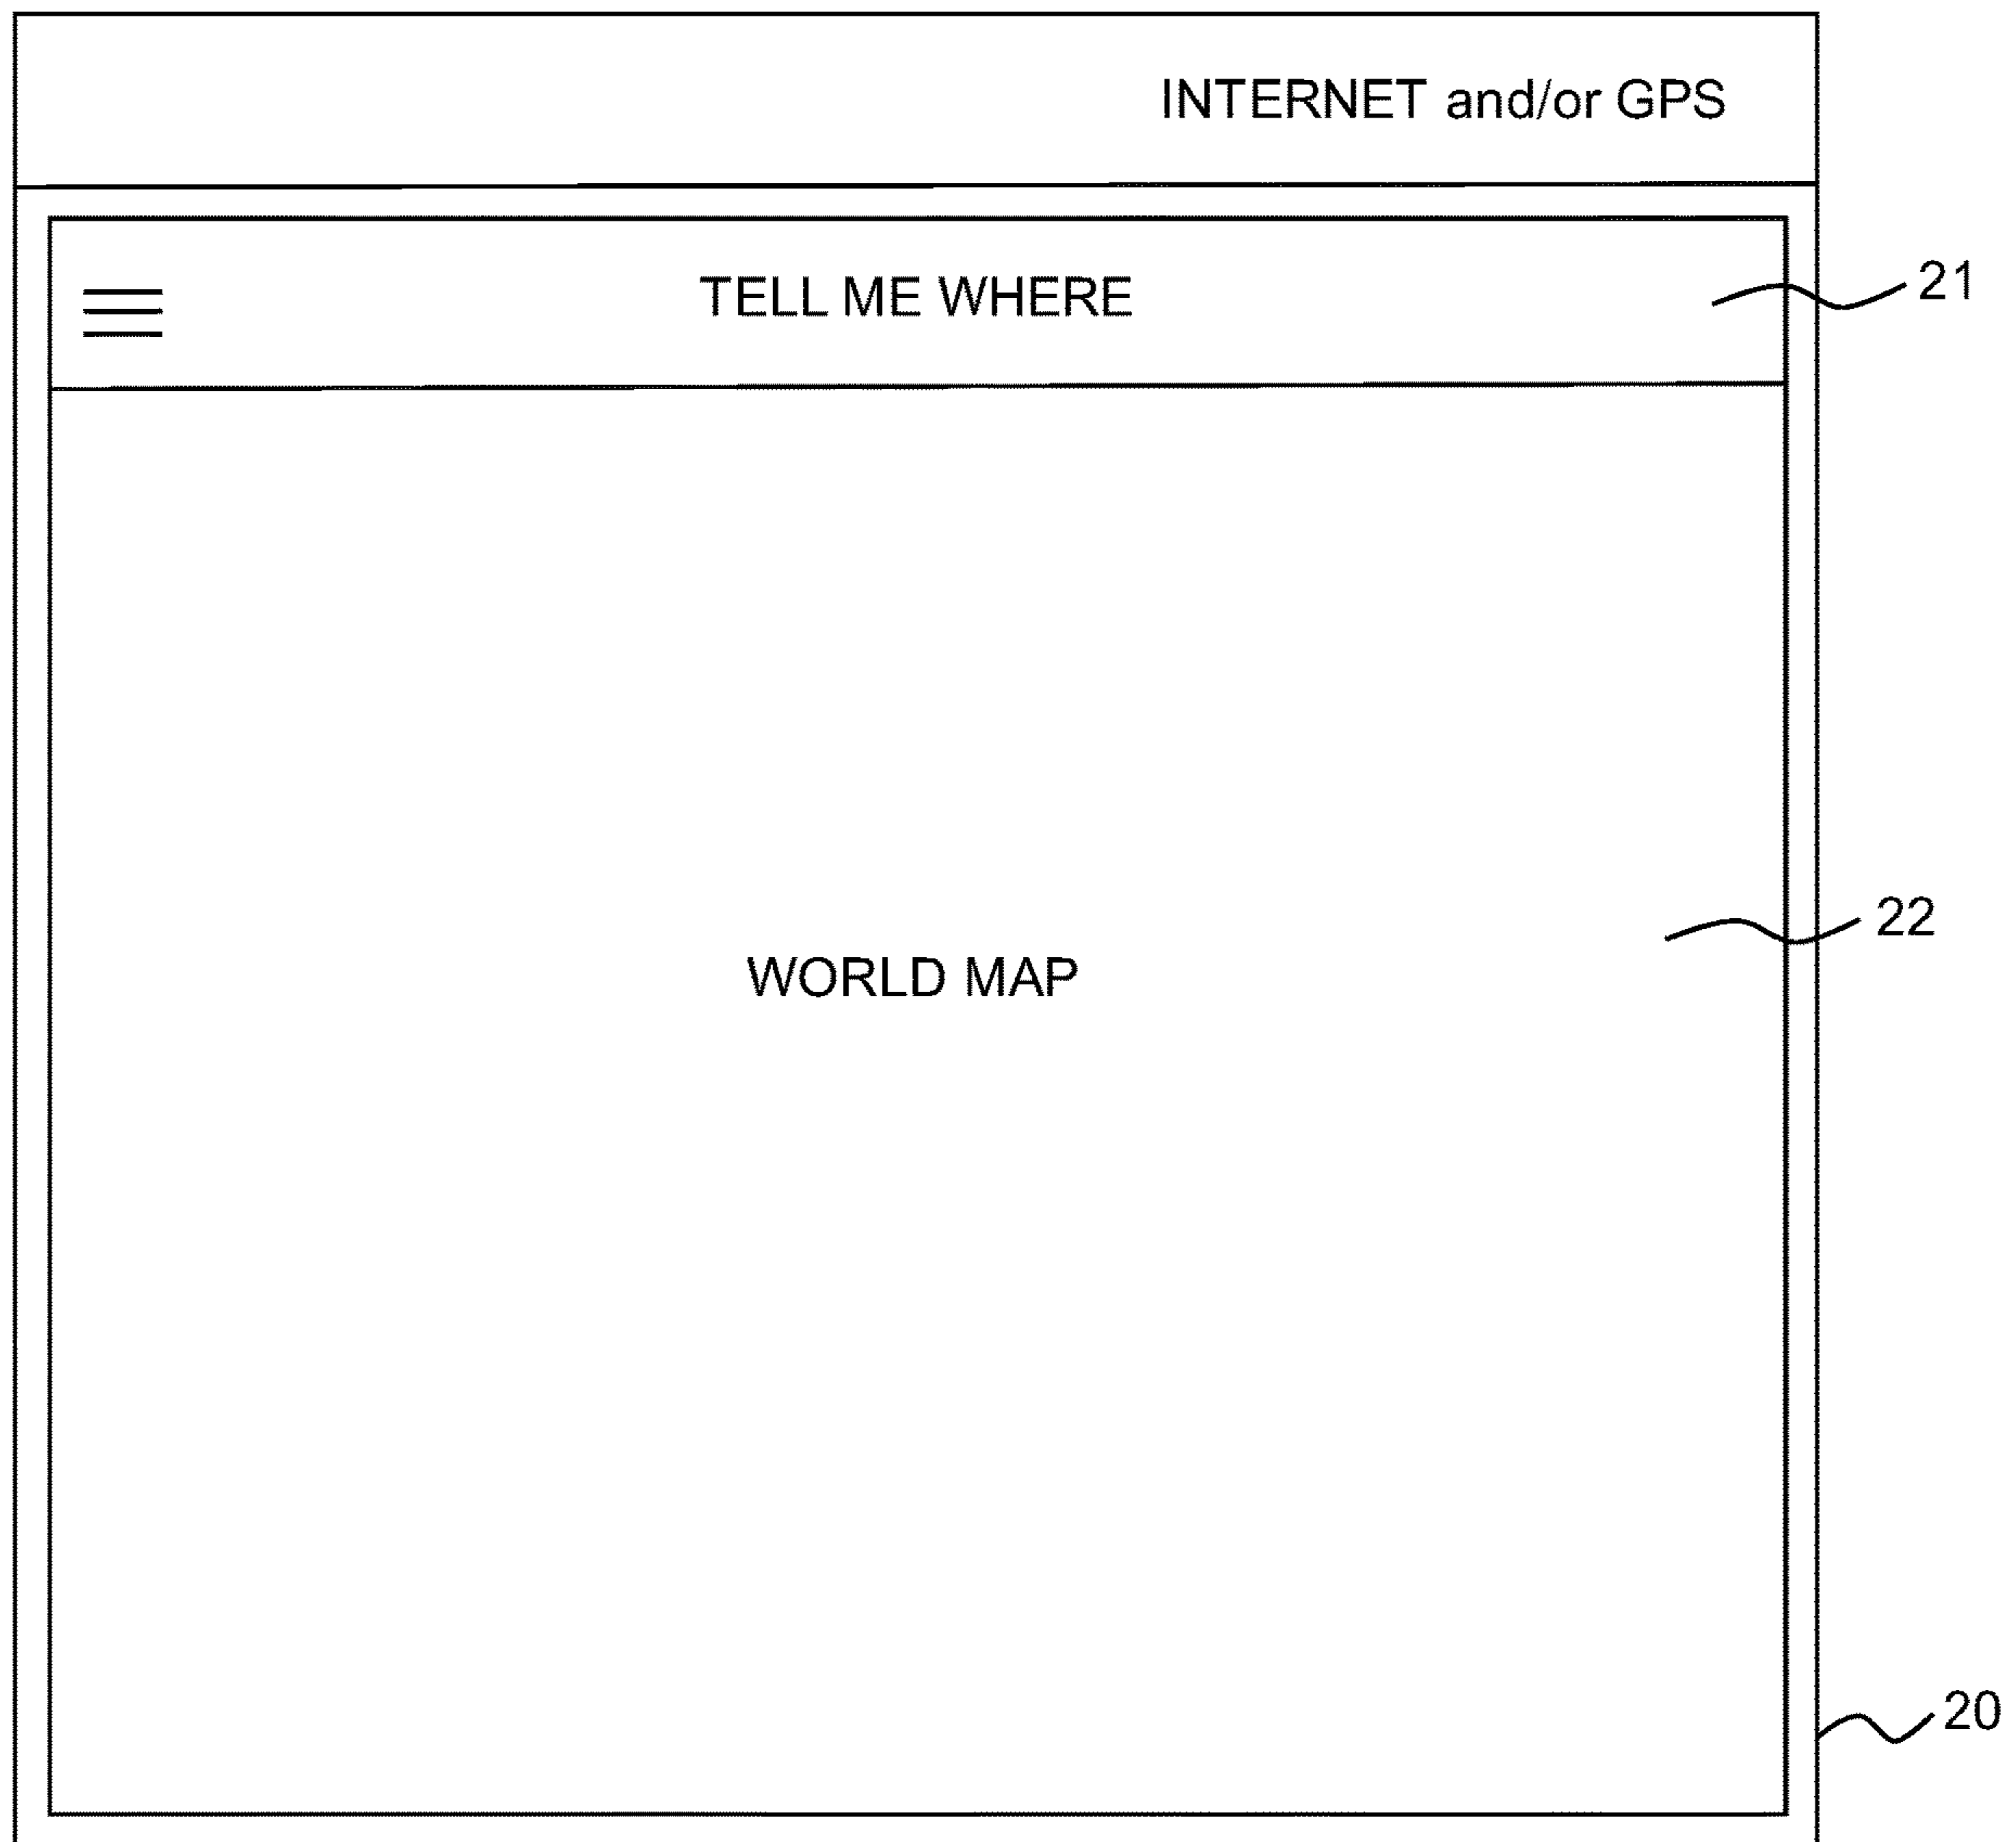 INTERNET and/or GPS
TELL ME WHERE
21
22
WORLD MAP
20